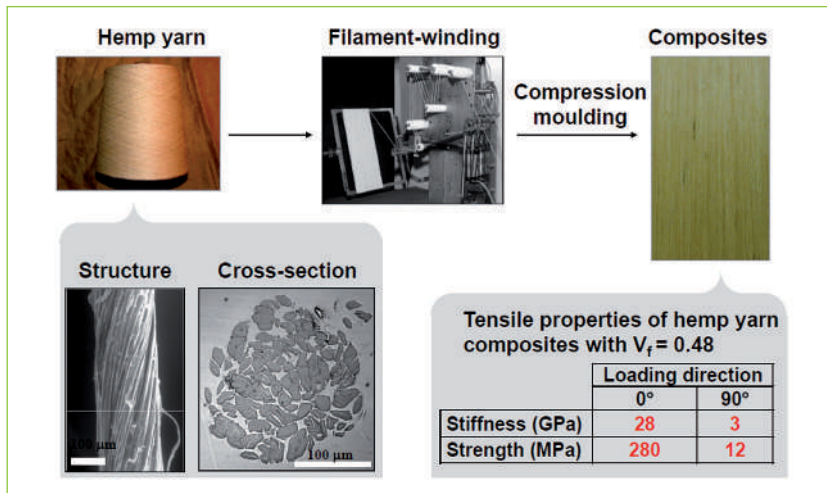 Hemp yarn
Filament-winding
Composites
Compression
moulding
Structure
Cross-section
100 μm
100 μm
Tensile properties of hemp yarn
composites with Vf = 0.48
Loading direction
0° 90°
Stiffness (GPa) 28 3
Strength (MPa) 280 12